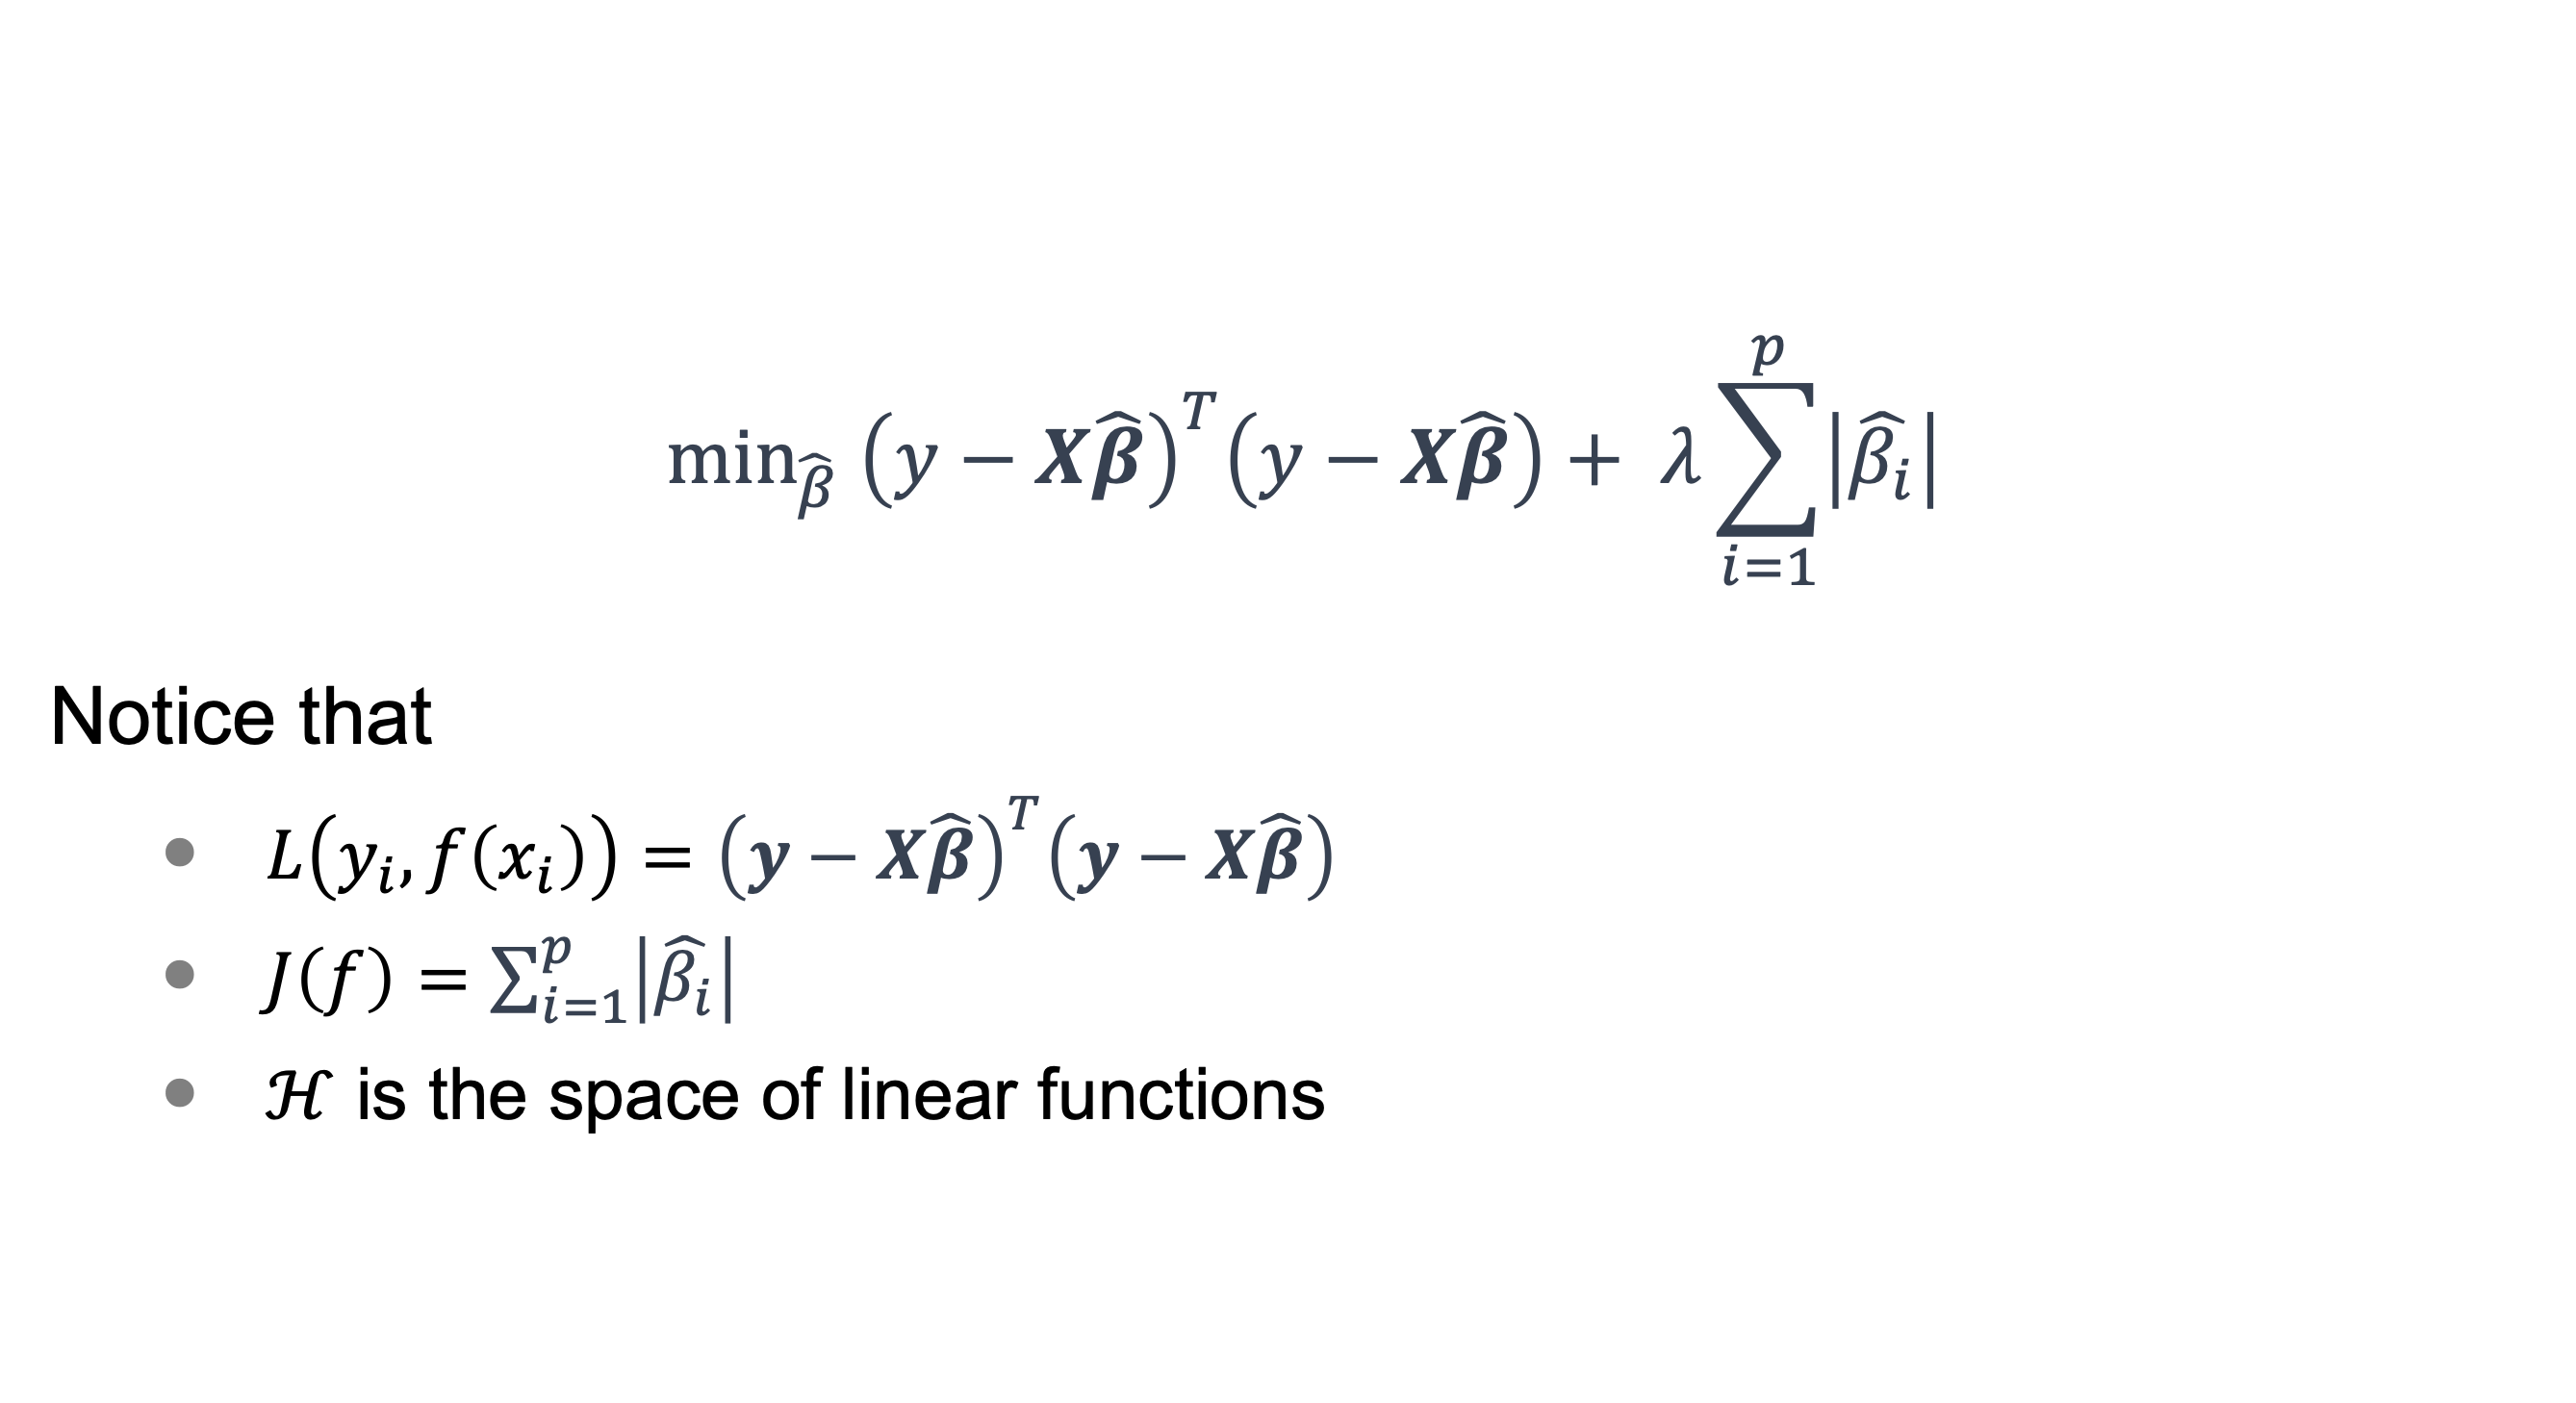 min_β̂ (y − 𝑿𝜷̂)^T (y − 𝑿𝜷̂) + λ ∑_{i=1}^{p} |β̂_i|
Notice that
• L(y_i, f(x_i)) = (𝒚 − 𝑿𝜷̂)^T (𝒚 − 𝑿𝜷̂)
• J(f) = ∑_{i=1}^{p} |β̂_i|
• ℋ is the space of linear functions